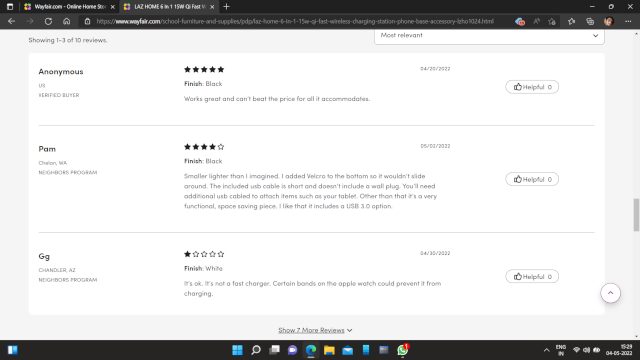 Wayfair.com - Online Home Stor
LAZ HOME 6 IN 1 15W QI Fast W
https://www.wayfair.com/school-furniture-and-supplies/pdp/laz-home-6-in-1-15w-qi-fast-wireless-charging-station-phone-base-accessory-lzho1024.html
Showing 1-3 of 10 reviews.
Most relevant
Anonymous
04/20/2022
US
VERIFIED BUYER
Finish: Black
Works great and can't beat the price for all it accommodates.
Helpful 0
Pam
05/02/2022
Chelan, WA
NEIGHBORS PROGRAM
Finish: Black
Smaller lighter than I imagined. I added Velcro to the bottom so it wouldn't slide
around. The included usb cable is short and doesn't include a wall plug. You'll need
additional usb cabled to attach items such as your tablet. Other than that it's a very
functional, space saving piece. I like that it includes a USB 3.0 option.
Helpful 0
Gg
04/30/2022
CHANDLER, AZ
NEIGHBORS PROGRAM
Finish: White
It's ok. It's not a fast charger. Certain bands on the apple watch could prevent it from
charging.
Helpful 0
Show 7 More Reviews
ENG
IN
04-05-2022